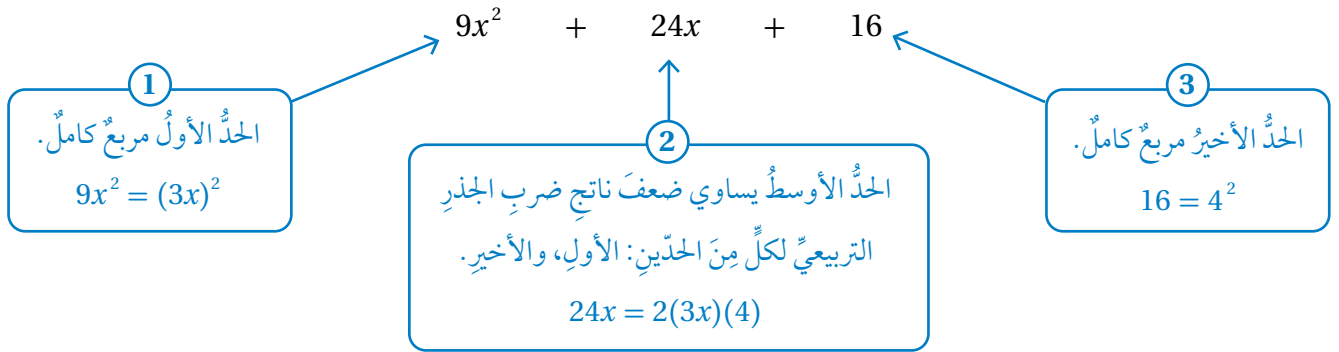 9x² + 24x + 16
1
الحدُّ الأولُ مربعٌ كاملٌ.
9x² = (3x)²
2
الحدُّ الأوسطُ يساوي ضعفَ ناتجِ ضربِ الجذرِ
التربيعيِّ لكلٍّ مِنَ الحدّينِ: الأولِ، والأخيرِ.
24x = 2(3x)(4)
3
الحدُّ الأخيرُ مربعٌ كاملٌ.
16 = 4²